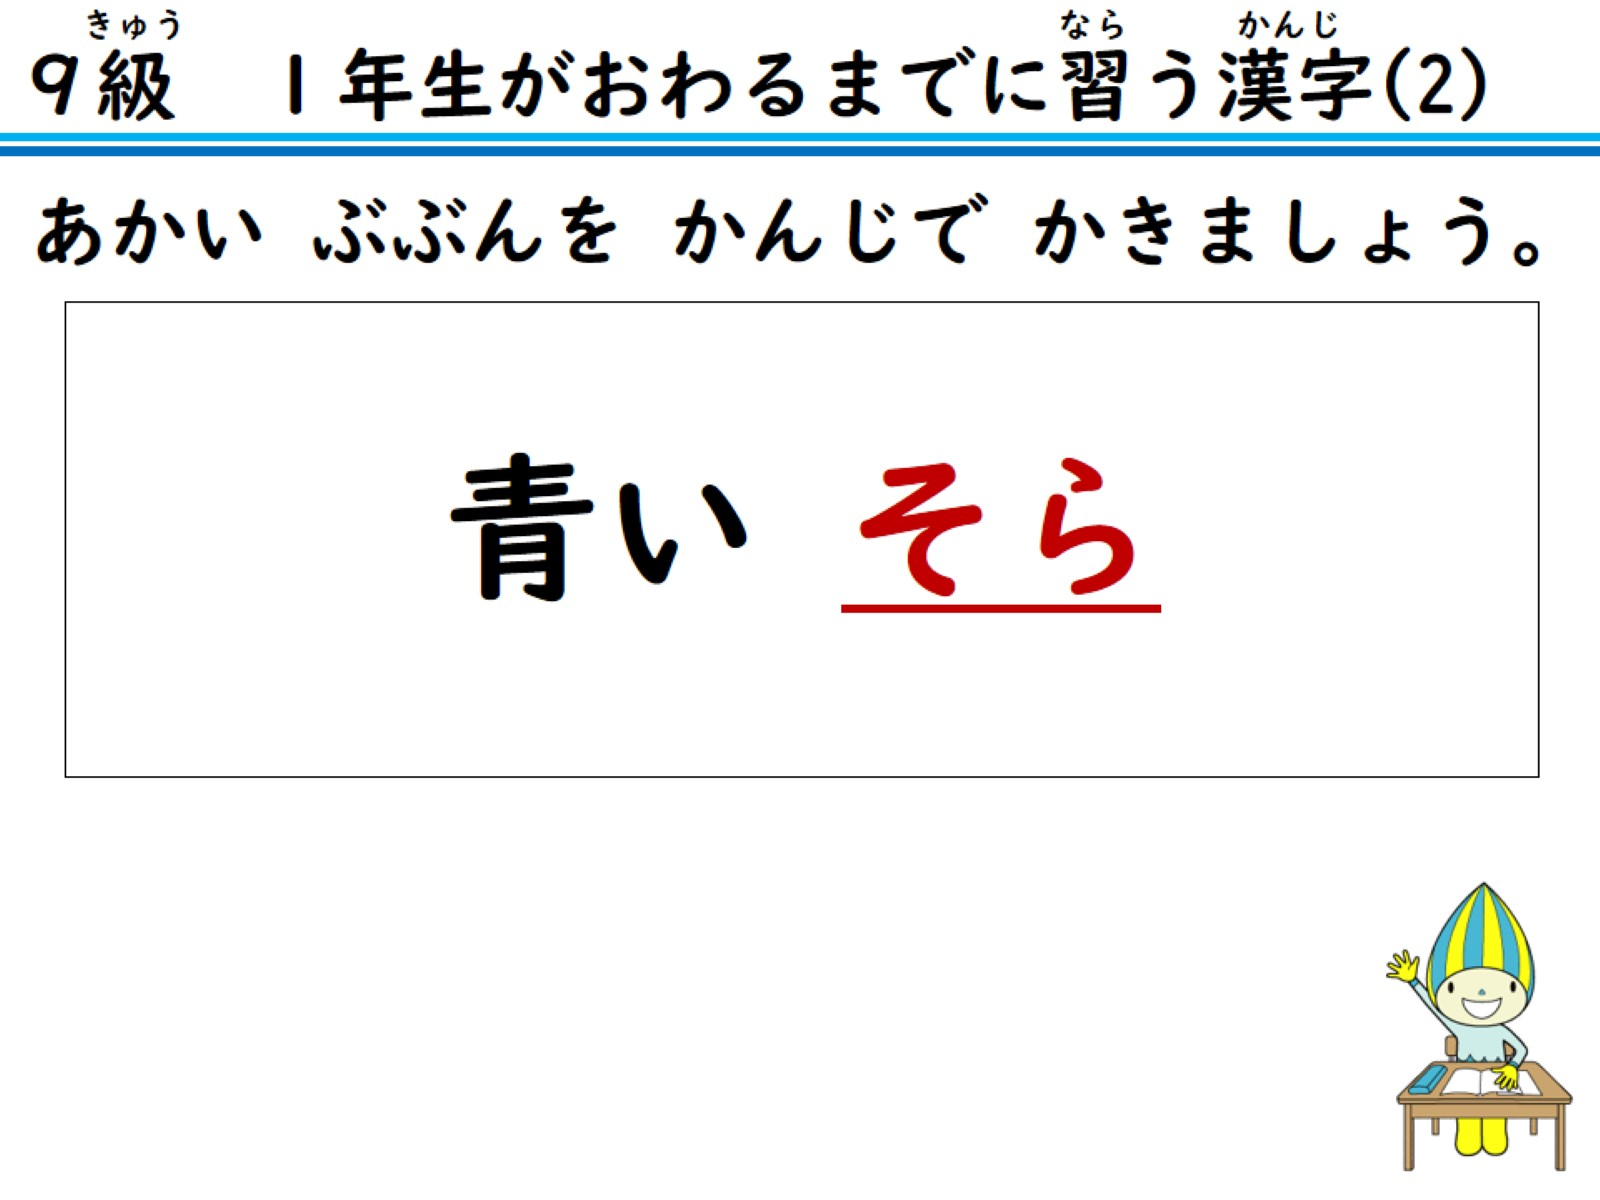 きゅう なら かんじ
9級 1年生がおわるまでに習う漢字(2)
あかい ぶぶんを かんじで かきましょう。
青い そら